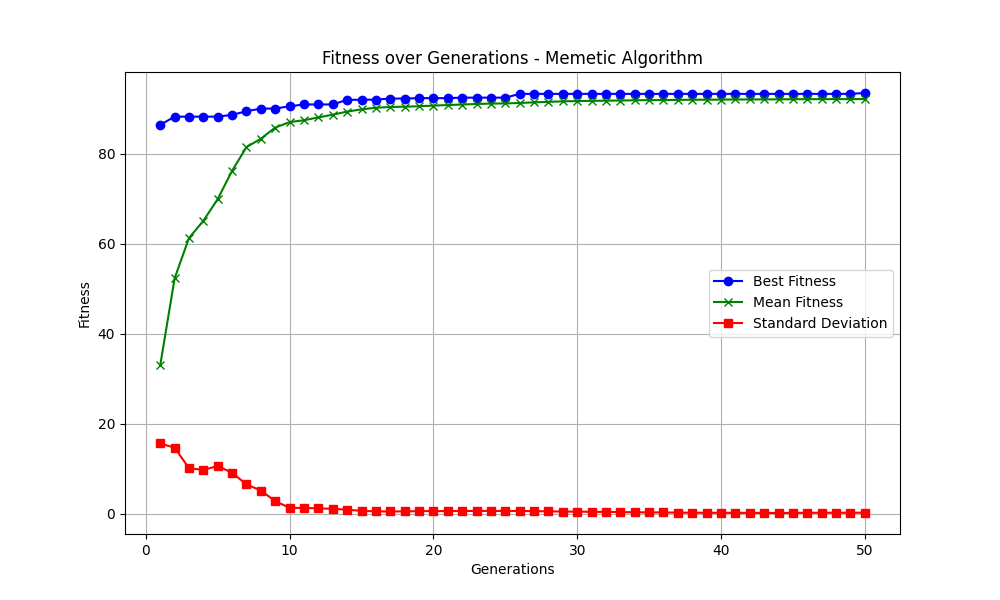 Fitness over Generations - Memetic Algorithm
Fitness
80
60
40
20
0
Best Fitness
Mean Fitness
Standard Deviation
0 10 20 30 40 50
Generations